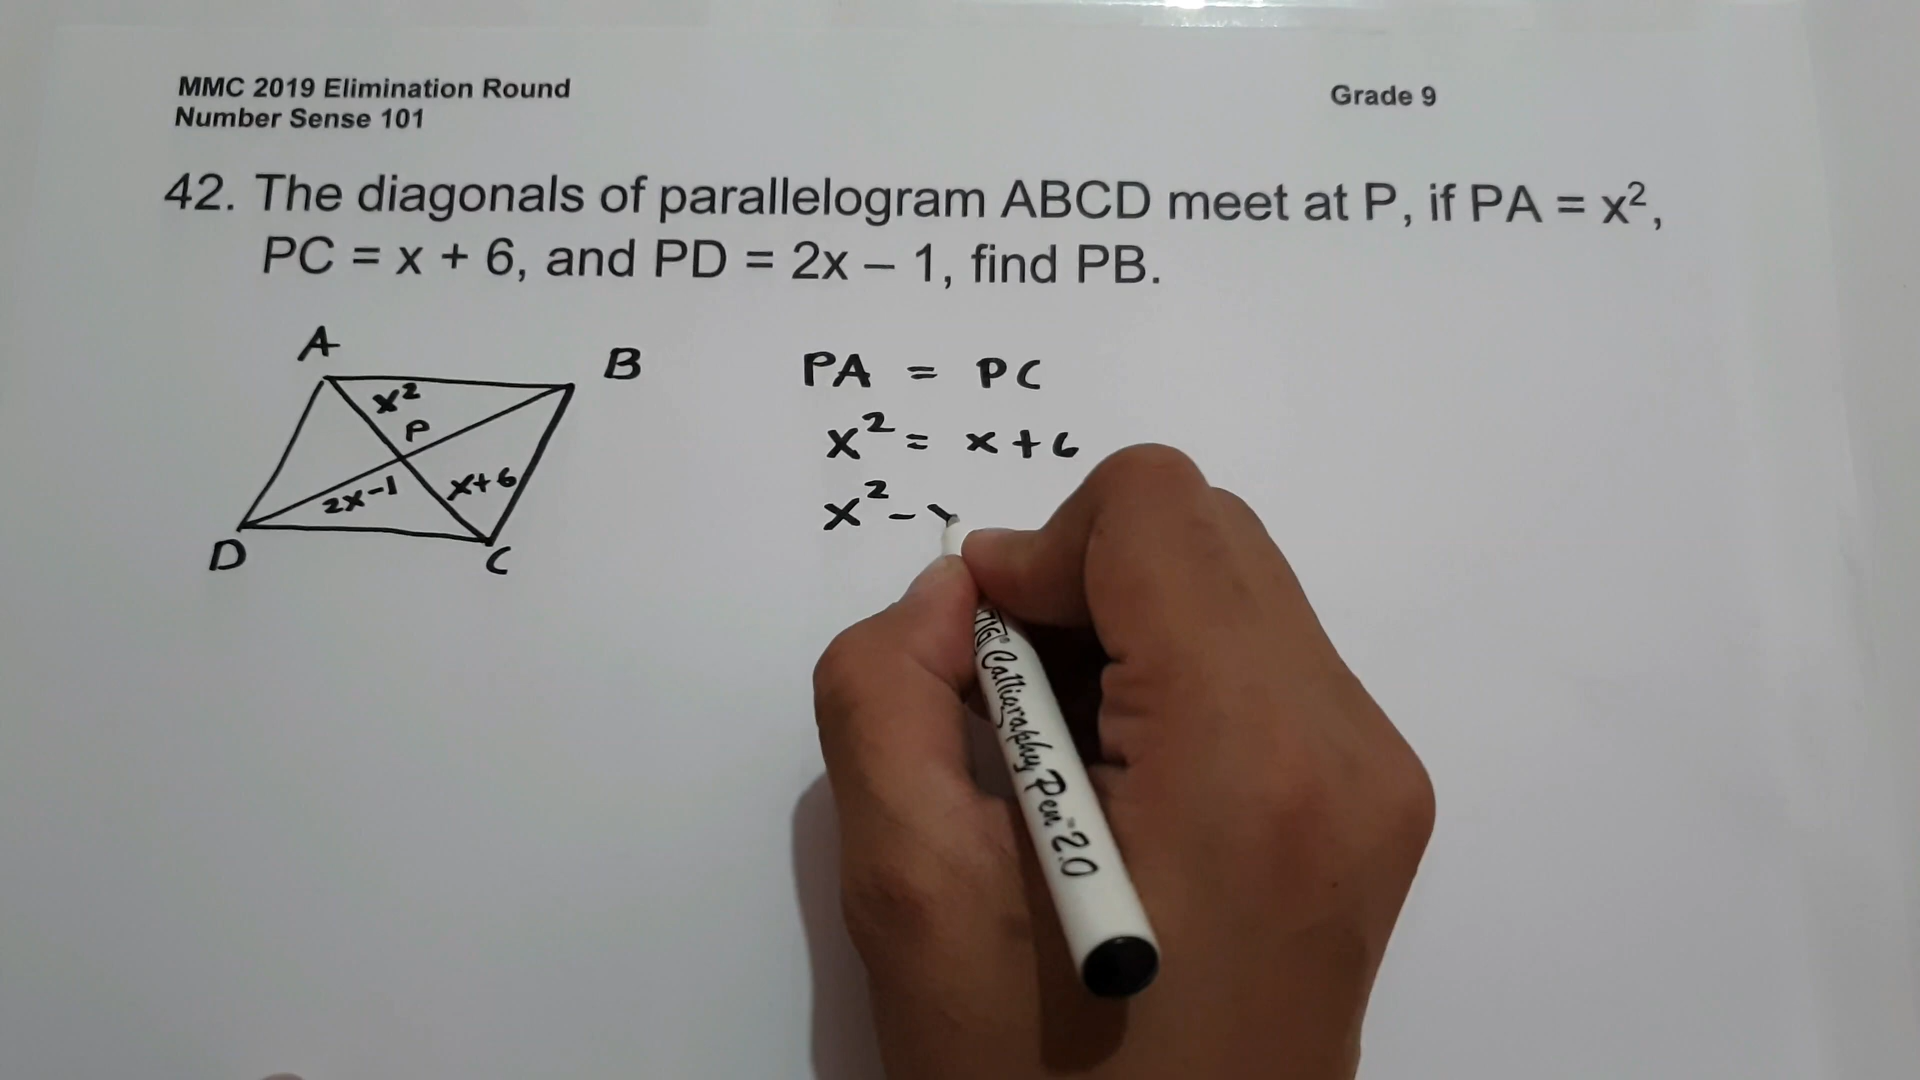 MMC 2019 Elimination Round
Number Sense 101
Grade 9
42. The diagonals of parallelogram ABCD meet at P, if PA = x²,
PC = x + 6, and PD = 2x – 1, find PB.
A
B
x²
P
2x-1
x+6
D
C
PA = PC
x² = x+6
x² -
Calligraphy Pen 2.0